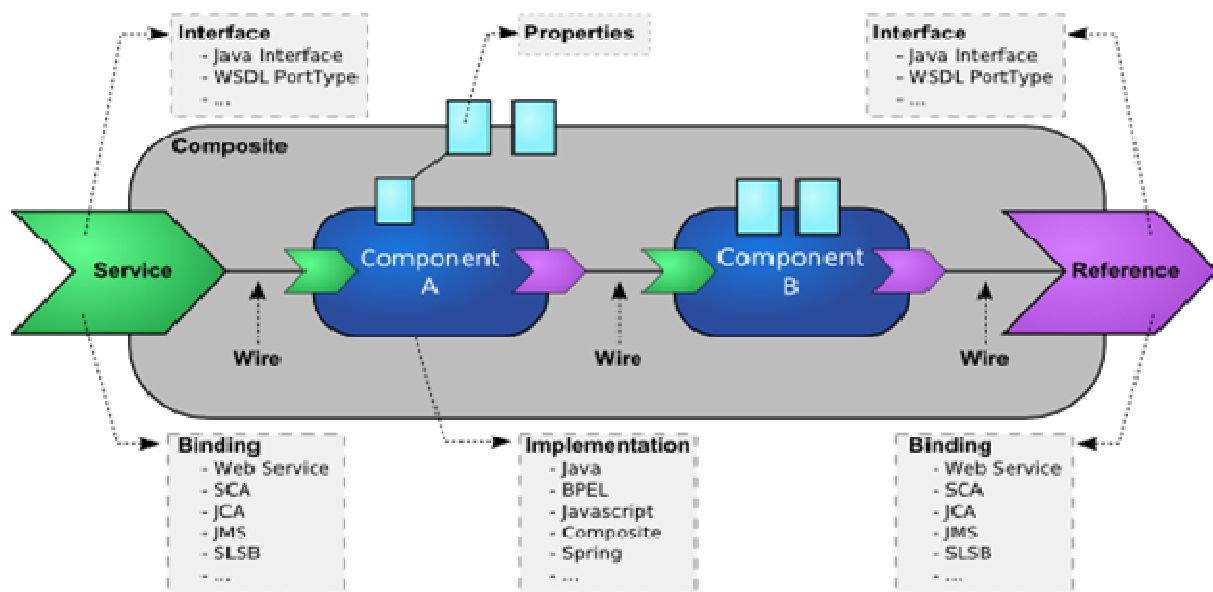 Interface
- Java Interface
- WSDL PortType
- ...
Properties
Interface
- Java Interface
- WSDL PortType
- ...
Composite
Service
Component
A
Component
B
Reference
Wire
Wire
Wire
Binding
- Web Service
- SCA
- JCA
- JMS
- SLSB
- ...
Implementation
- Java
- BPEL
- Javascript
- Composite
- Spring
- ...
Binding
- Web Service
- SCA
- JCA
- JMS
- SLSB
- ...